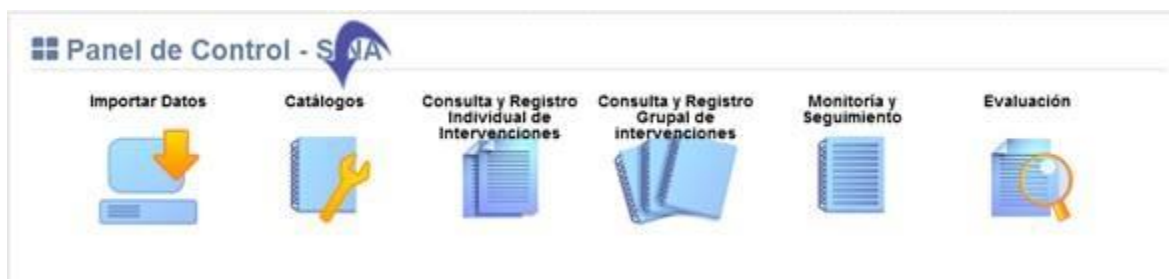 Panel de Control - SINA
Importar Datos
Catálogos
Consulta y Registro
Individual de
Intervenciones
Consulta y Registro
Grupal de
intervenciones
Monitoría y
Seguimiento
Evaluación